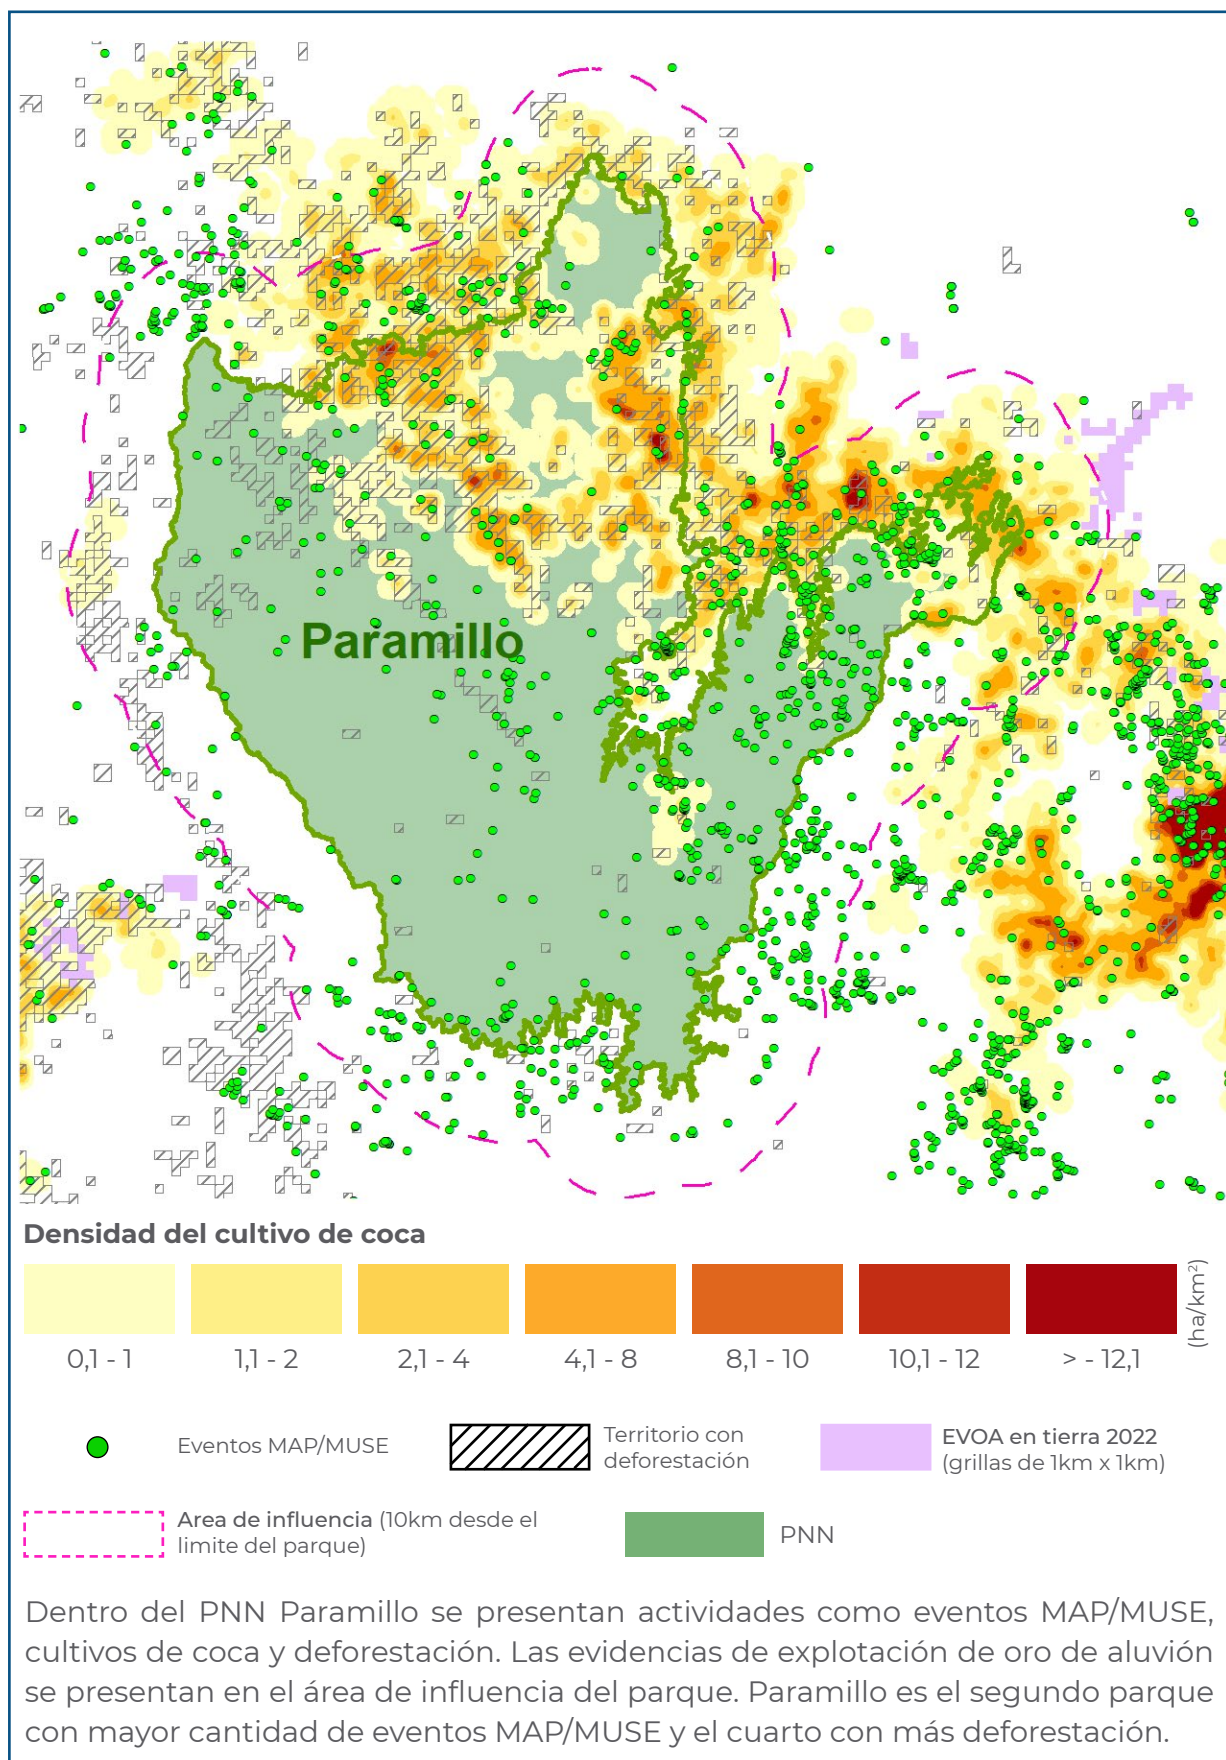 Paramillo
Densidad del cultivo de coca
0,1 - 1
1,1 - 2
2,1 - 4
4,1 - 8
8,1 - 10
10,1 - 12
> - 12,1
(ha/km²)
Eventos MAP/MUSE
Territorio con
deforestación
EVOA en tierra 2022
(grillas de 1km x 1km)
Area de influencia (10km desde el
limite del parque)
PNN
Dentro del PNN Paramillo se presentan actividades como eventos MAP/MUSE,
cultivos de coca y deforestación. Las evidencias de explotación de oro de aluvión
se presentan en el área de influencia del parque. Paramillo es el segundo parque
con mayor cantidad de eventos MAP/MUSE y el cuarto con más deforestación.